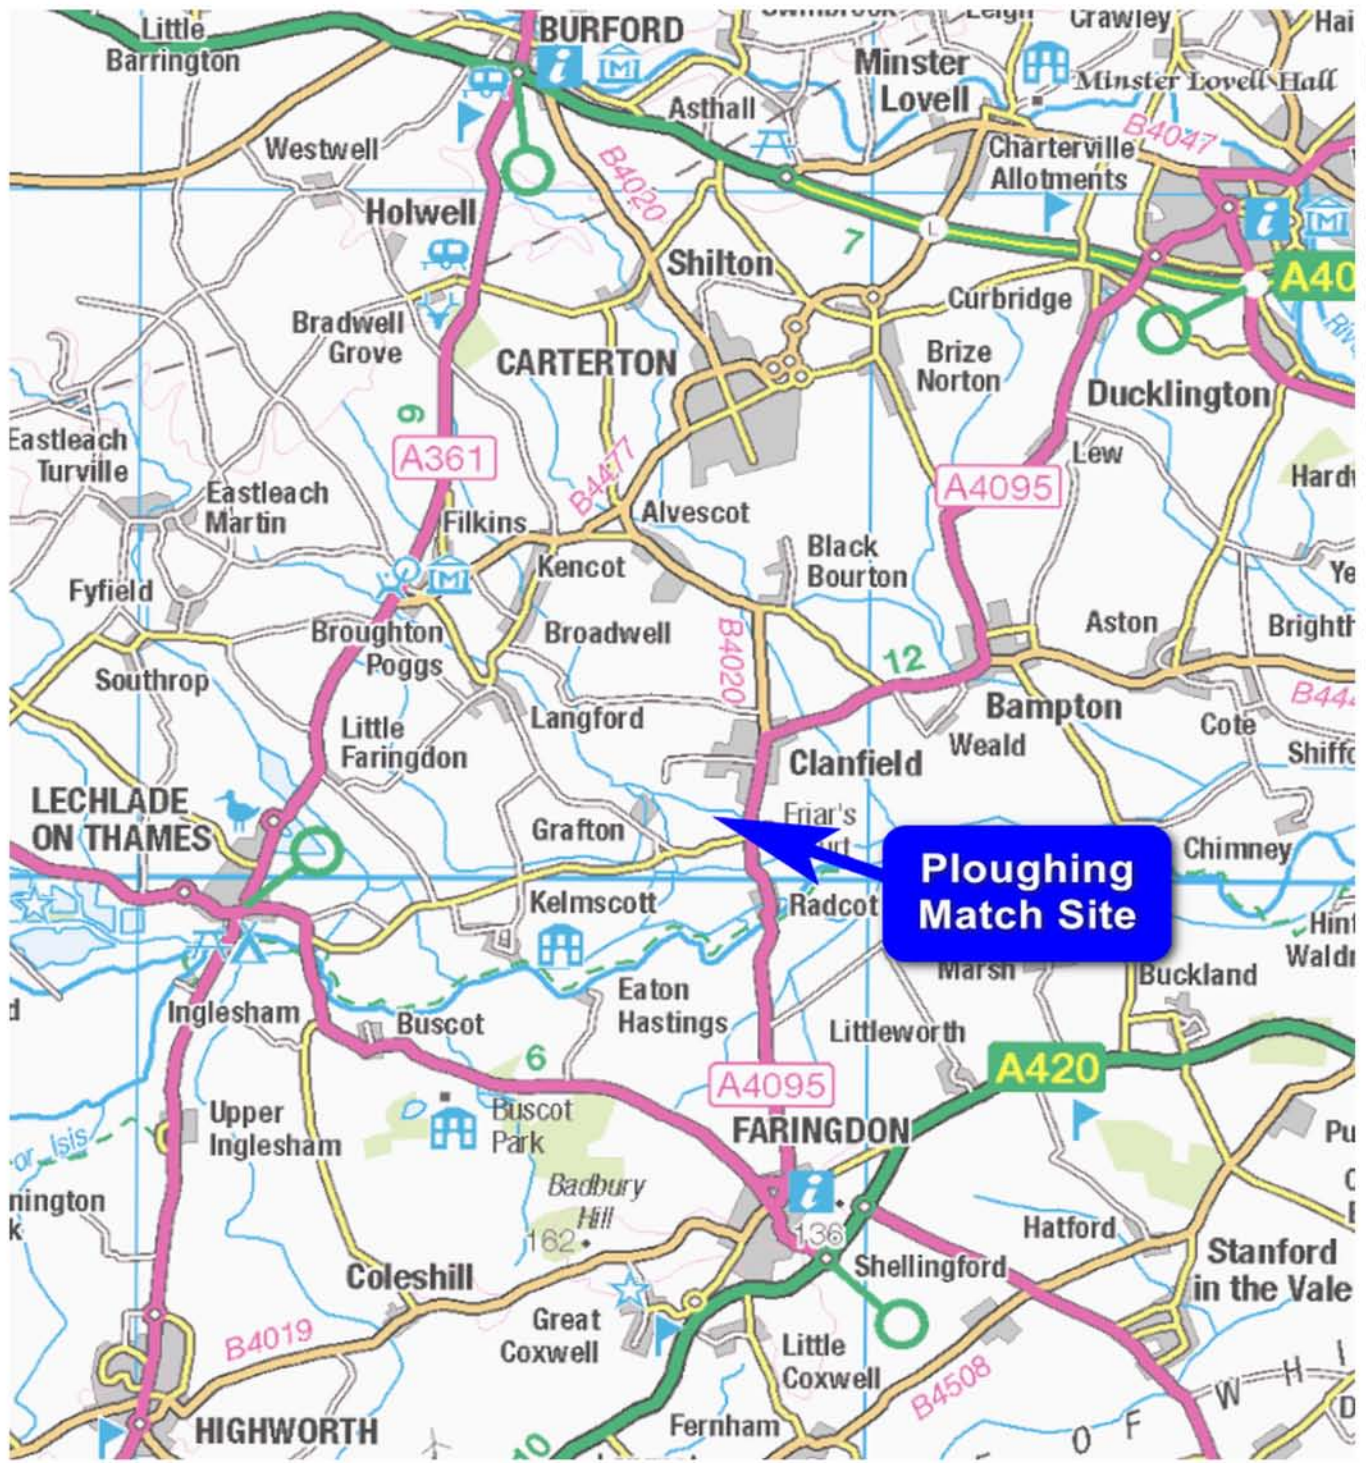 Little
Barrington
BURFORD
Crawley
Minster
Lovell
Minster Lovell Hall
Asthall
Westwell
B4020
Charterville
Allotments
B4047
Holwell
Shilton
7
A40
Curbridge
Bradwell
Grove
CARTERTON
Brize
Norton
Ducklington
9
A361
Eastleach
Turville
B4477
A4095
Lew
Eastleach
Martin
Filkins
Alvescot
Kencot
Black
Bourton
Fyfield
Broughton
Poggs
Broadwell
B4020
12
Aston
Southrop
Langford
Bampton
Little
Faringdon
Weald
Cote
Clanfield
LECHLADE
ON THAMES
Grafton
Friar's
Ploughing
Match Site
Chimney
Kelmscott
Radcot
Marsh
Buckland
Inglesham
Buscot
Eaton
Hastings
Littleworth
6
A420
A4095
Upper
Inglesham
Buscot
Park
FARINGDON
or Isis
Badbury
Hill
162
136
Hatford
Coleshill
Shellingford
Stanford
in the Vale
B4019
Great
Coxwell
Little
Coxwell
B4508
HIGHWORTH
Fernham
10
O F W H I